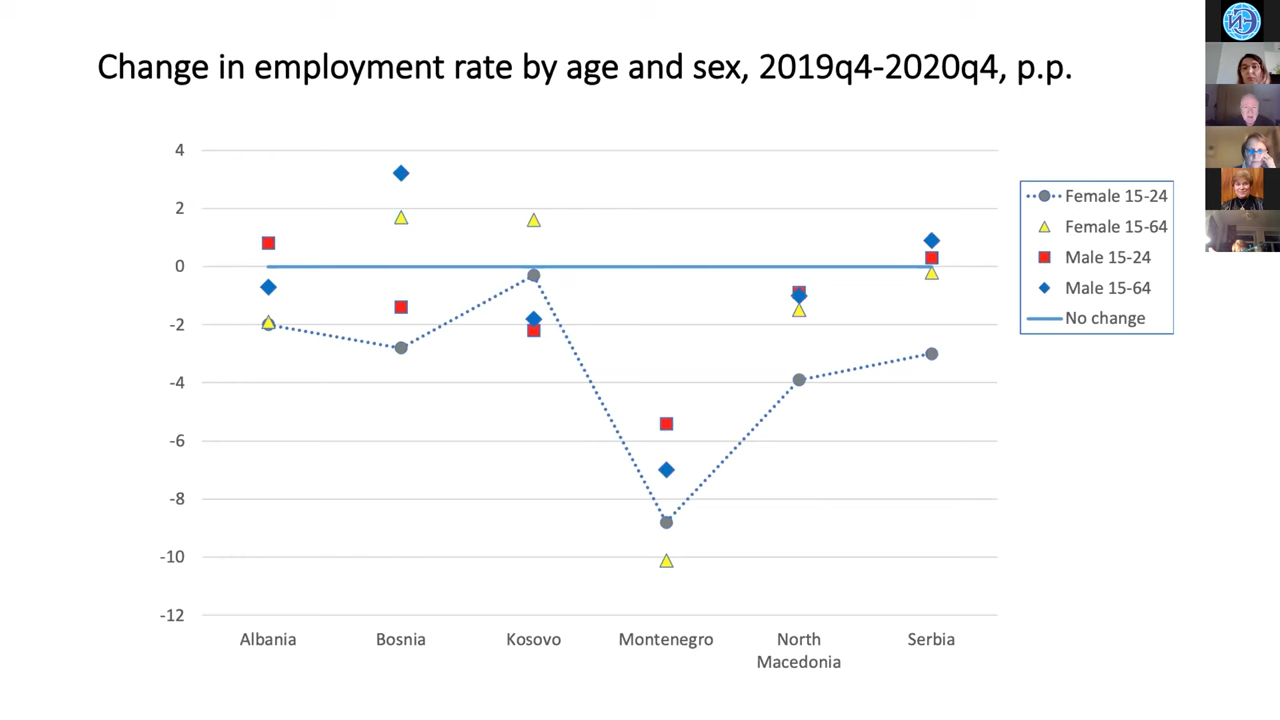 Change in employment rate by age and sex, 2019q4-2020q4, p.p.
4
2
0
-2
-4
-6
-8
-10
-12
Albania
Bosnia
Kosovo
Montenegro
North
Macedonia
Serbia
Female 15-24
Female 15-64
Male 15-24
Male 15-64
No change